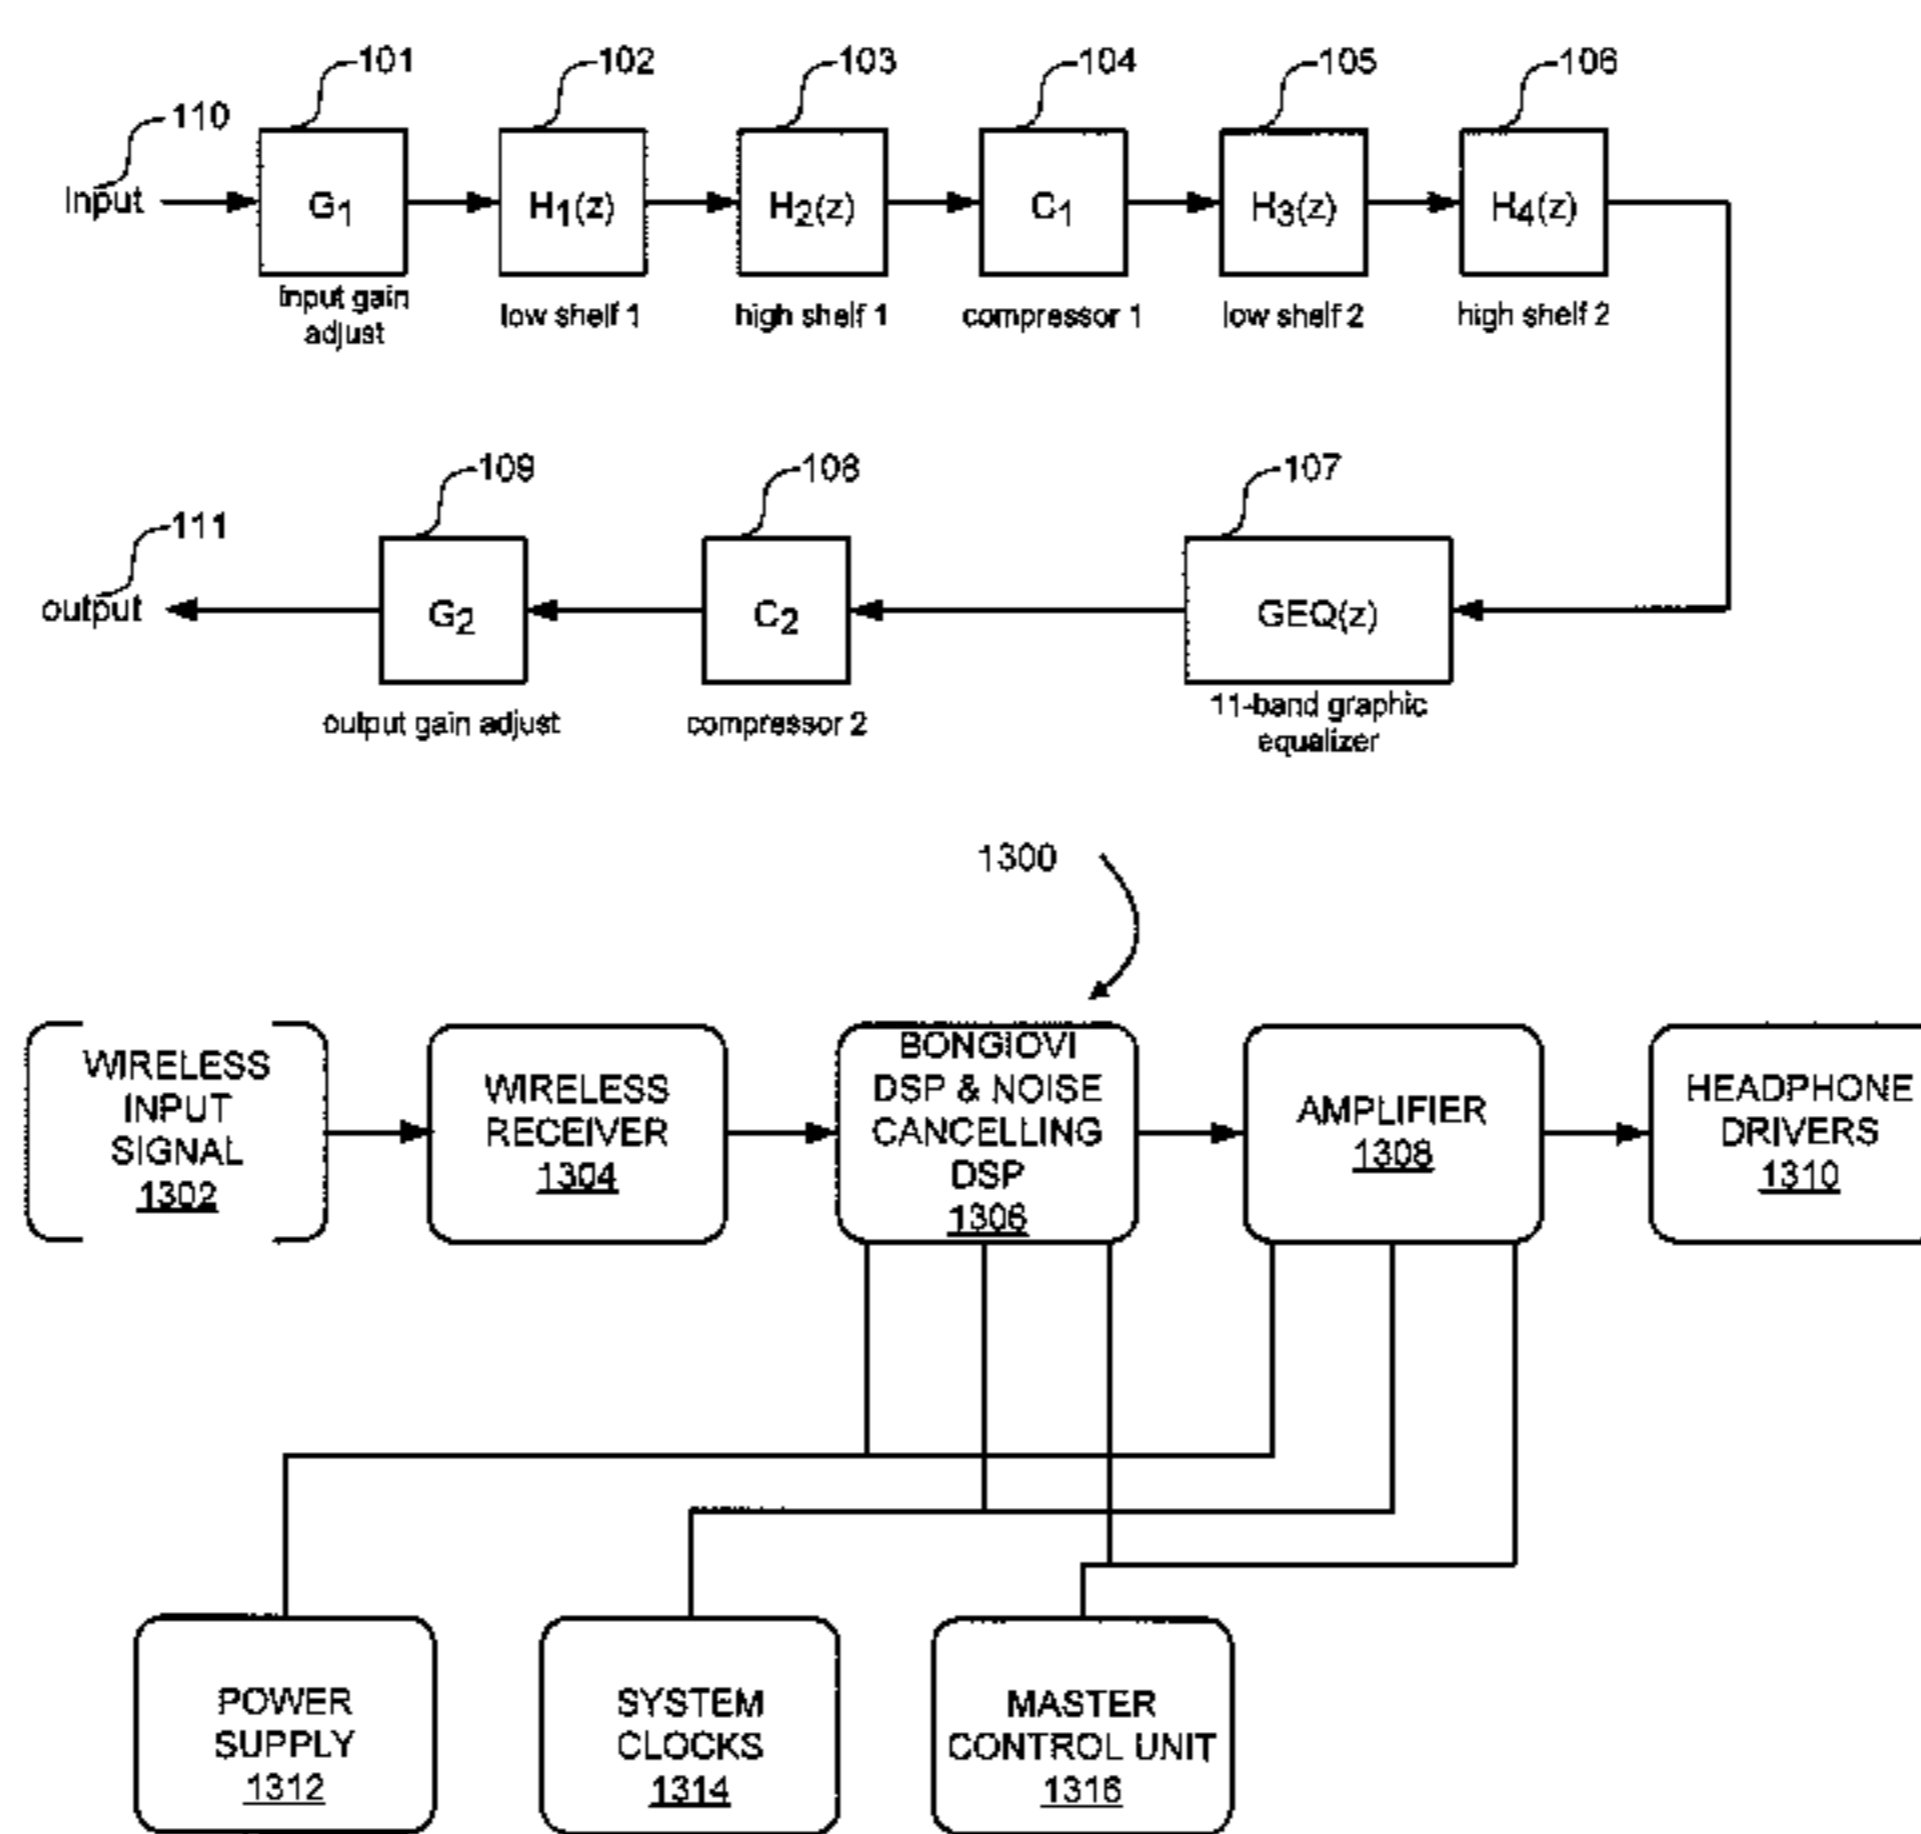 101
102
103
104
105
106
110
Input
G1
H1(z)
H2(z)
C1
H3(z)
H4(z)
Input gain
adjust
low shelf 1
high shelf 1
compressor 1
low shelf 2
high shelf 2
109
108
107
111
output
G2
C2
GEQ(z)
output gain adjust
compressor 2
11-band graphic
equalizer
1300
WIRELESS
INPUT
SIGNAL
1302
WIRELESS
RECEIVER
1304
BONGIOVI
DSP & NOISE
CANCELLING
DSP
1306
AMPLIFIER
1308
HEADPHONE
DRIVERS
1310
POWER
SUPPLY
1312
SYSTEM
CLOCKS
1314
MASTER
CONTROL UNIT
1316